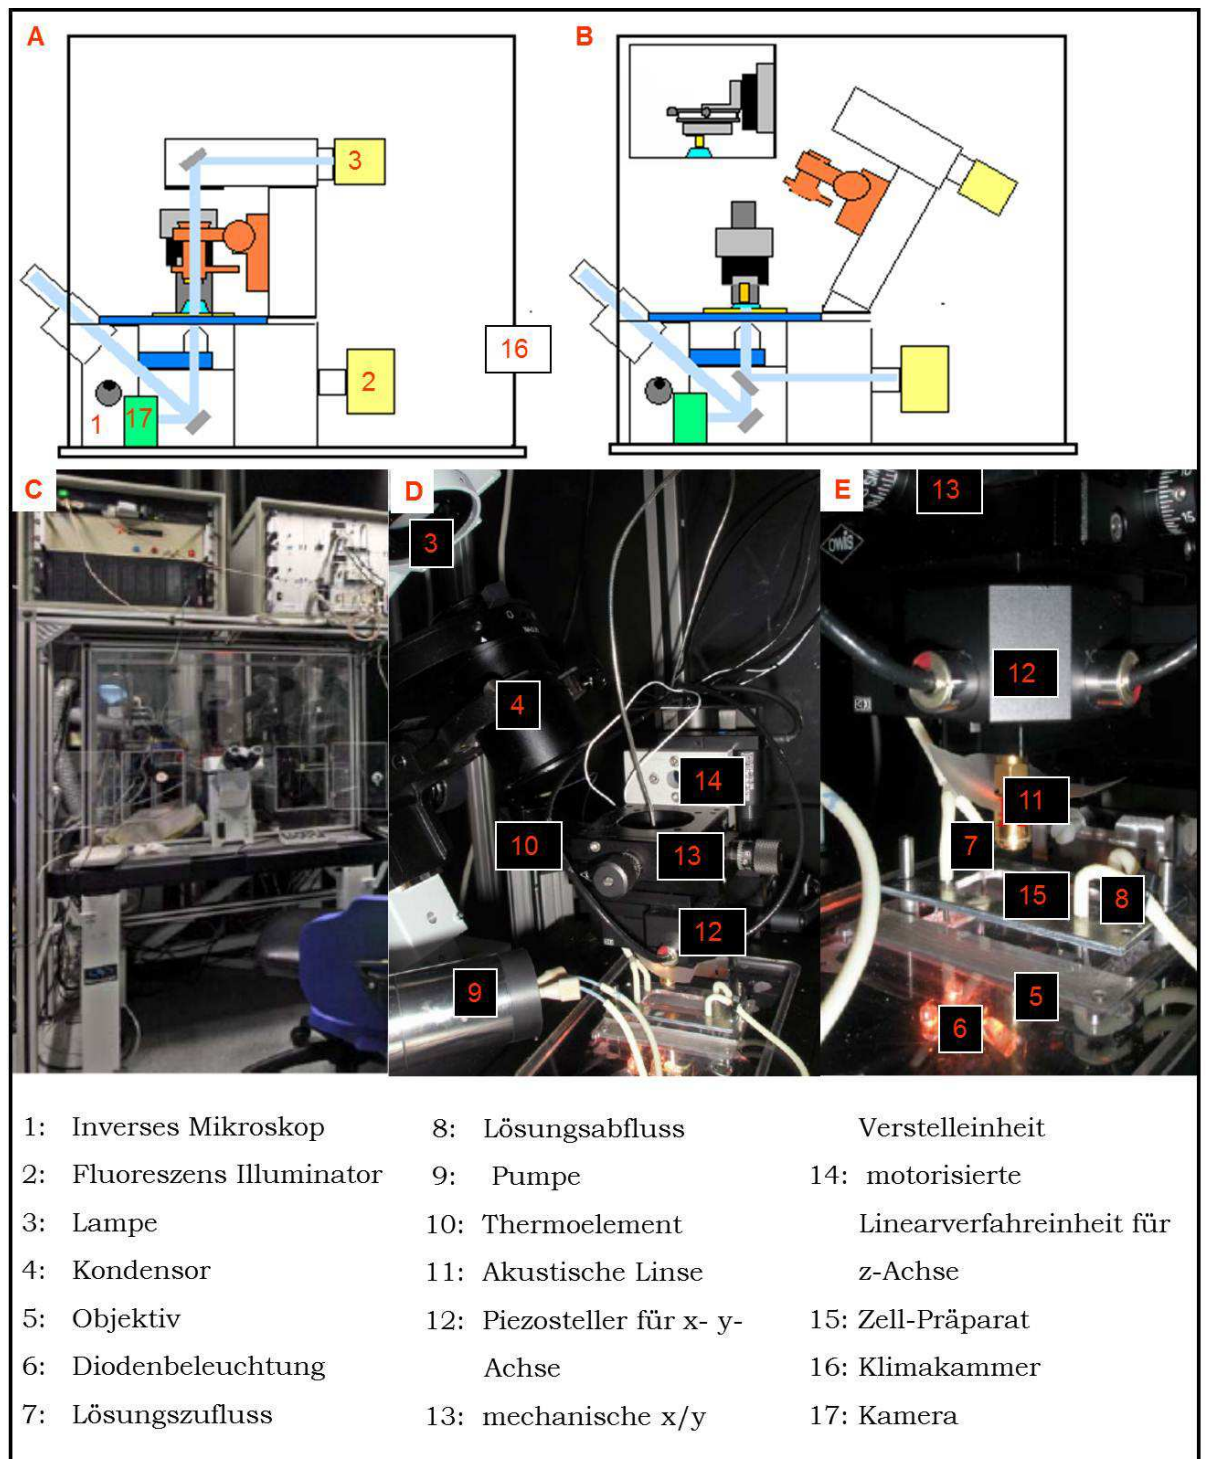 A
B
3
16
2
1
17
C
D
E
13
3
12
4
14
11
10
13
7
15
8
12
9
5
6
OWIS
15
1: Inverses Mikroskop
2: Fluoreszens Illuminator
3: Lampe
4: Kondensor
5: Objektiv
6: Diodenbeleuchtung
7: Lösungszufluss
8: Lösungsabfluss
9: Pumpe
10: Thermoelement
11: Akustische Linse
12: Piezosteller für x- y-
Achse
13: mechanische x/y
Verstelleinheit
14: motorisierte
Linearverfahreinheit für
z-Achse
15: Zell-Präparat
16: Klimakammer
17: Kamera